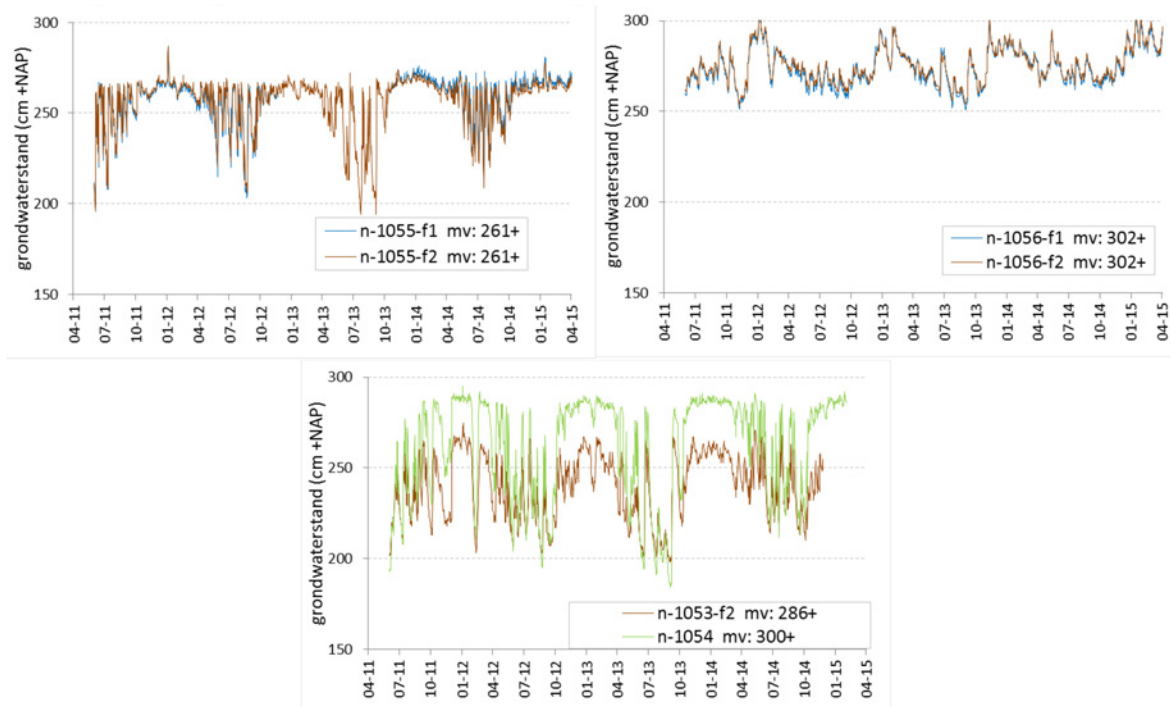 300
250
200
150
grondwaterstand (cm +NAP)
n-1055-f1 mv: 261+
n-1055-f2 mv: 261+
04-11 07-11 10-11 01-12 04-12 07-12 10-12 01-13 04-13 07-13 10-13 01-14 04-14 07-14 10-14 01-15 04-15
300
250
200
150
grondwaterstand (cm +NAP)
n-1056-f1 mv: 302+
n-1056-f2 mv: 302+
04-11 07-11 10-11 01-12 04-12 07-12 10-12 01-13 04-13 07-13 10-13 01-14 04-14 07-14 10-14 01-15 04-15
300
250
200
150
grondwaterstand (cm +NAP)
n-1053-f2 mv: 286+
n-1054 mv: 300+
04-11 07-11 10-11 01-12 04-12 07-12 10-12 01-13 04-13 07-13 10-13 01-14 04-14 07-14 10-14 01-15 04-15